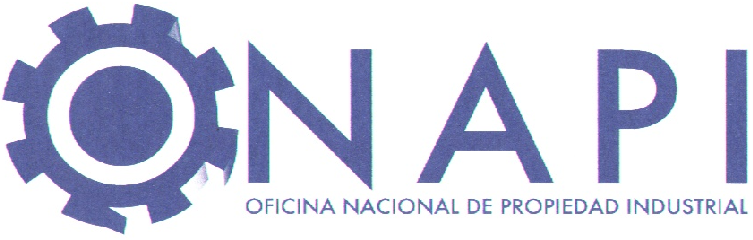 ONAPI
OFICINA NACIONAL DE PROPIEDAD INDUSTRIAL